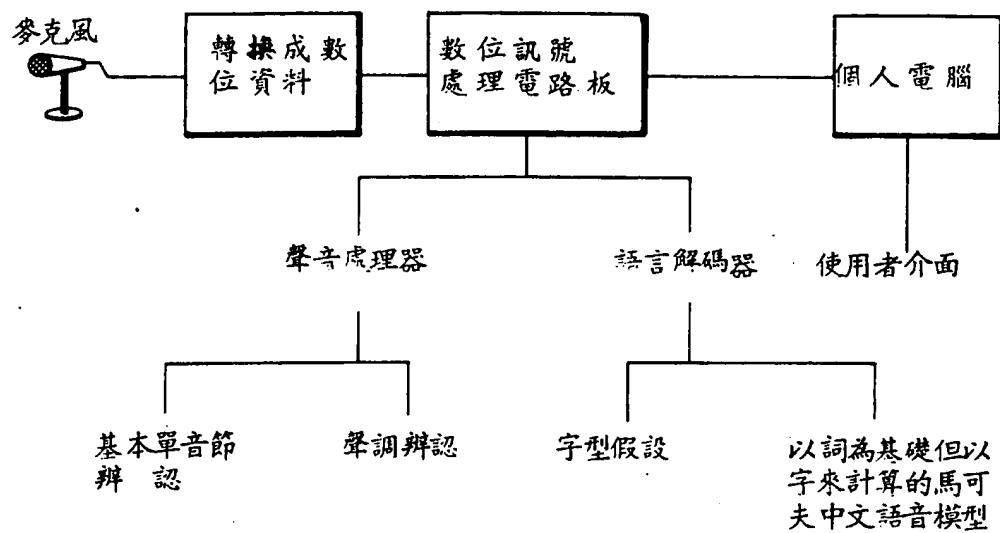 麥克風
轉換成數
位資料
數位訊號
處理電路板
個人電腦
聲音處理器
語言解碼器
使用者介面
基本單音節
辨 認
聲調辨認
字型假設
以詞為基礎但以
字來計算的馬可
夫中文語音模型